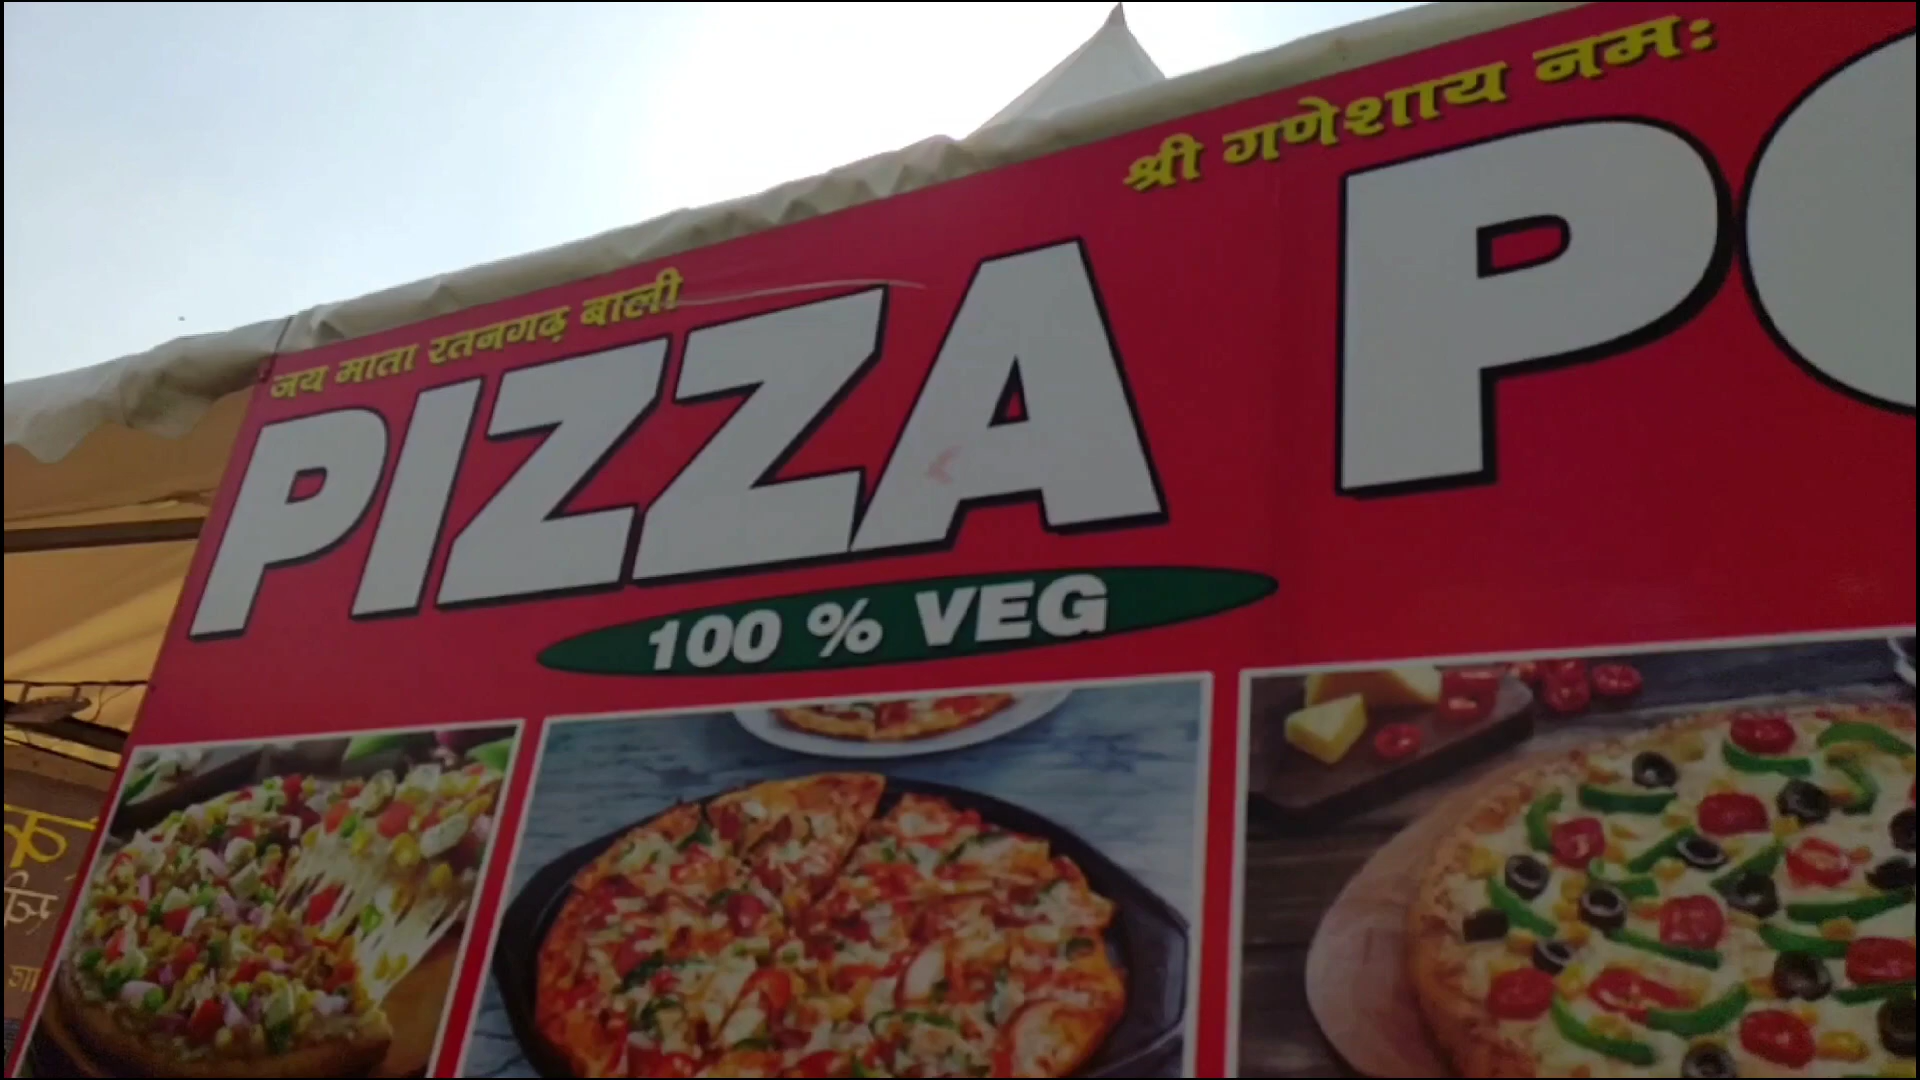 श्री गणेशाय नमः
जय माता रतनगढ़ बाली
PIZZA
100 % VEG